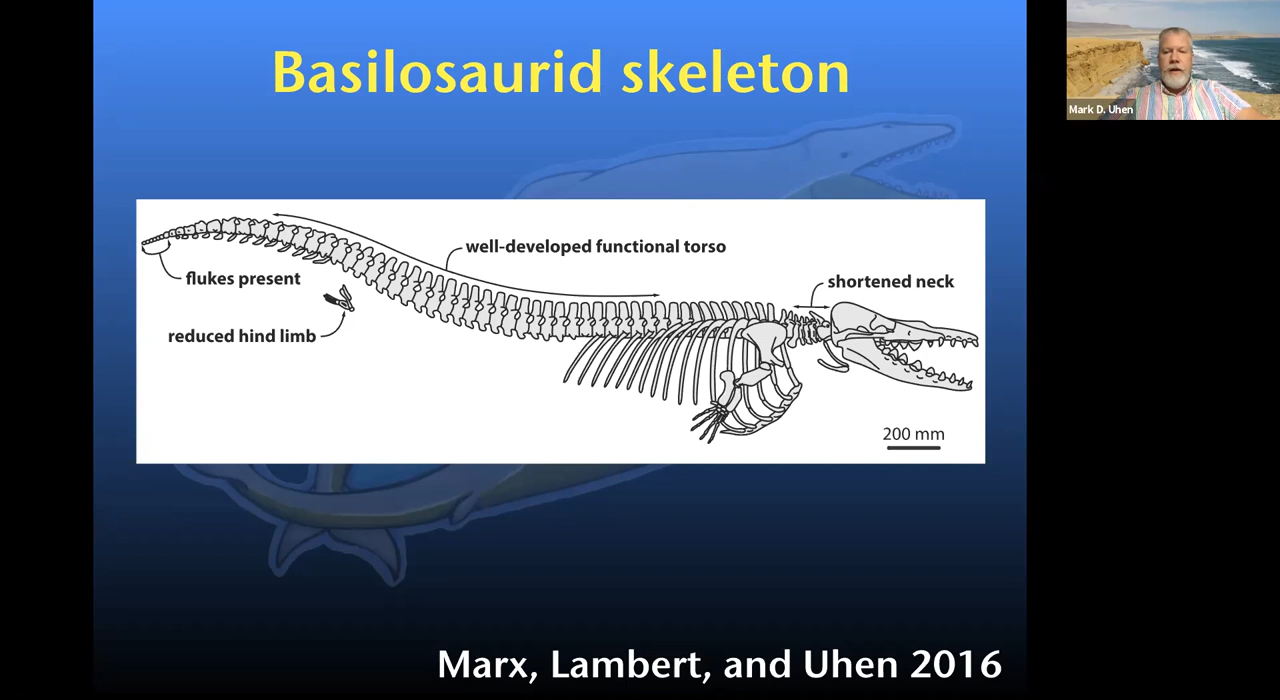 Basilosaurid skeleton
Mark D. Uhen
well-developed functional torso
flukes present
shortened neck
reduced hind limb
200 mm
Marx, Lambert, and Uhen 2016